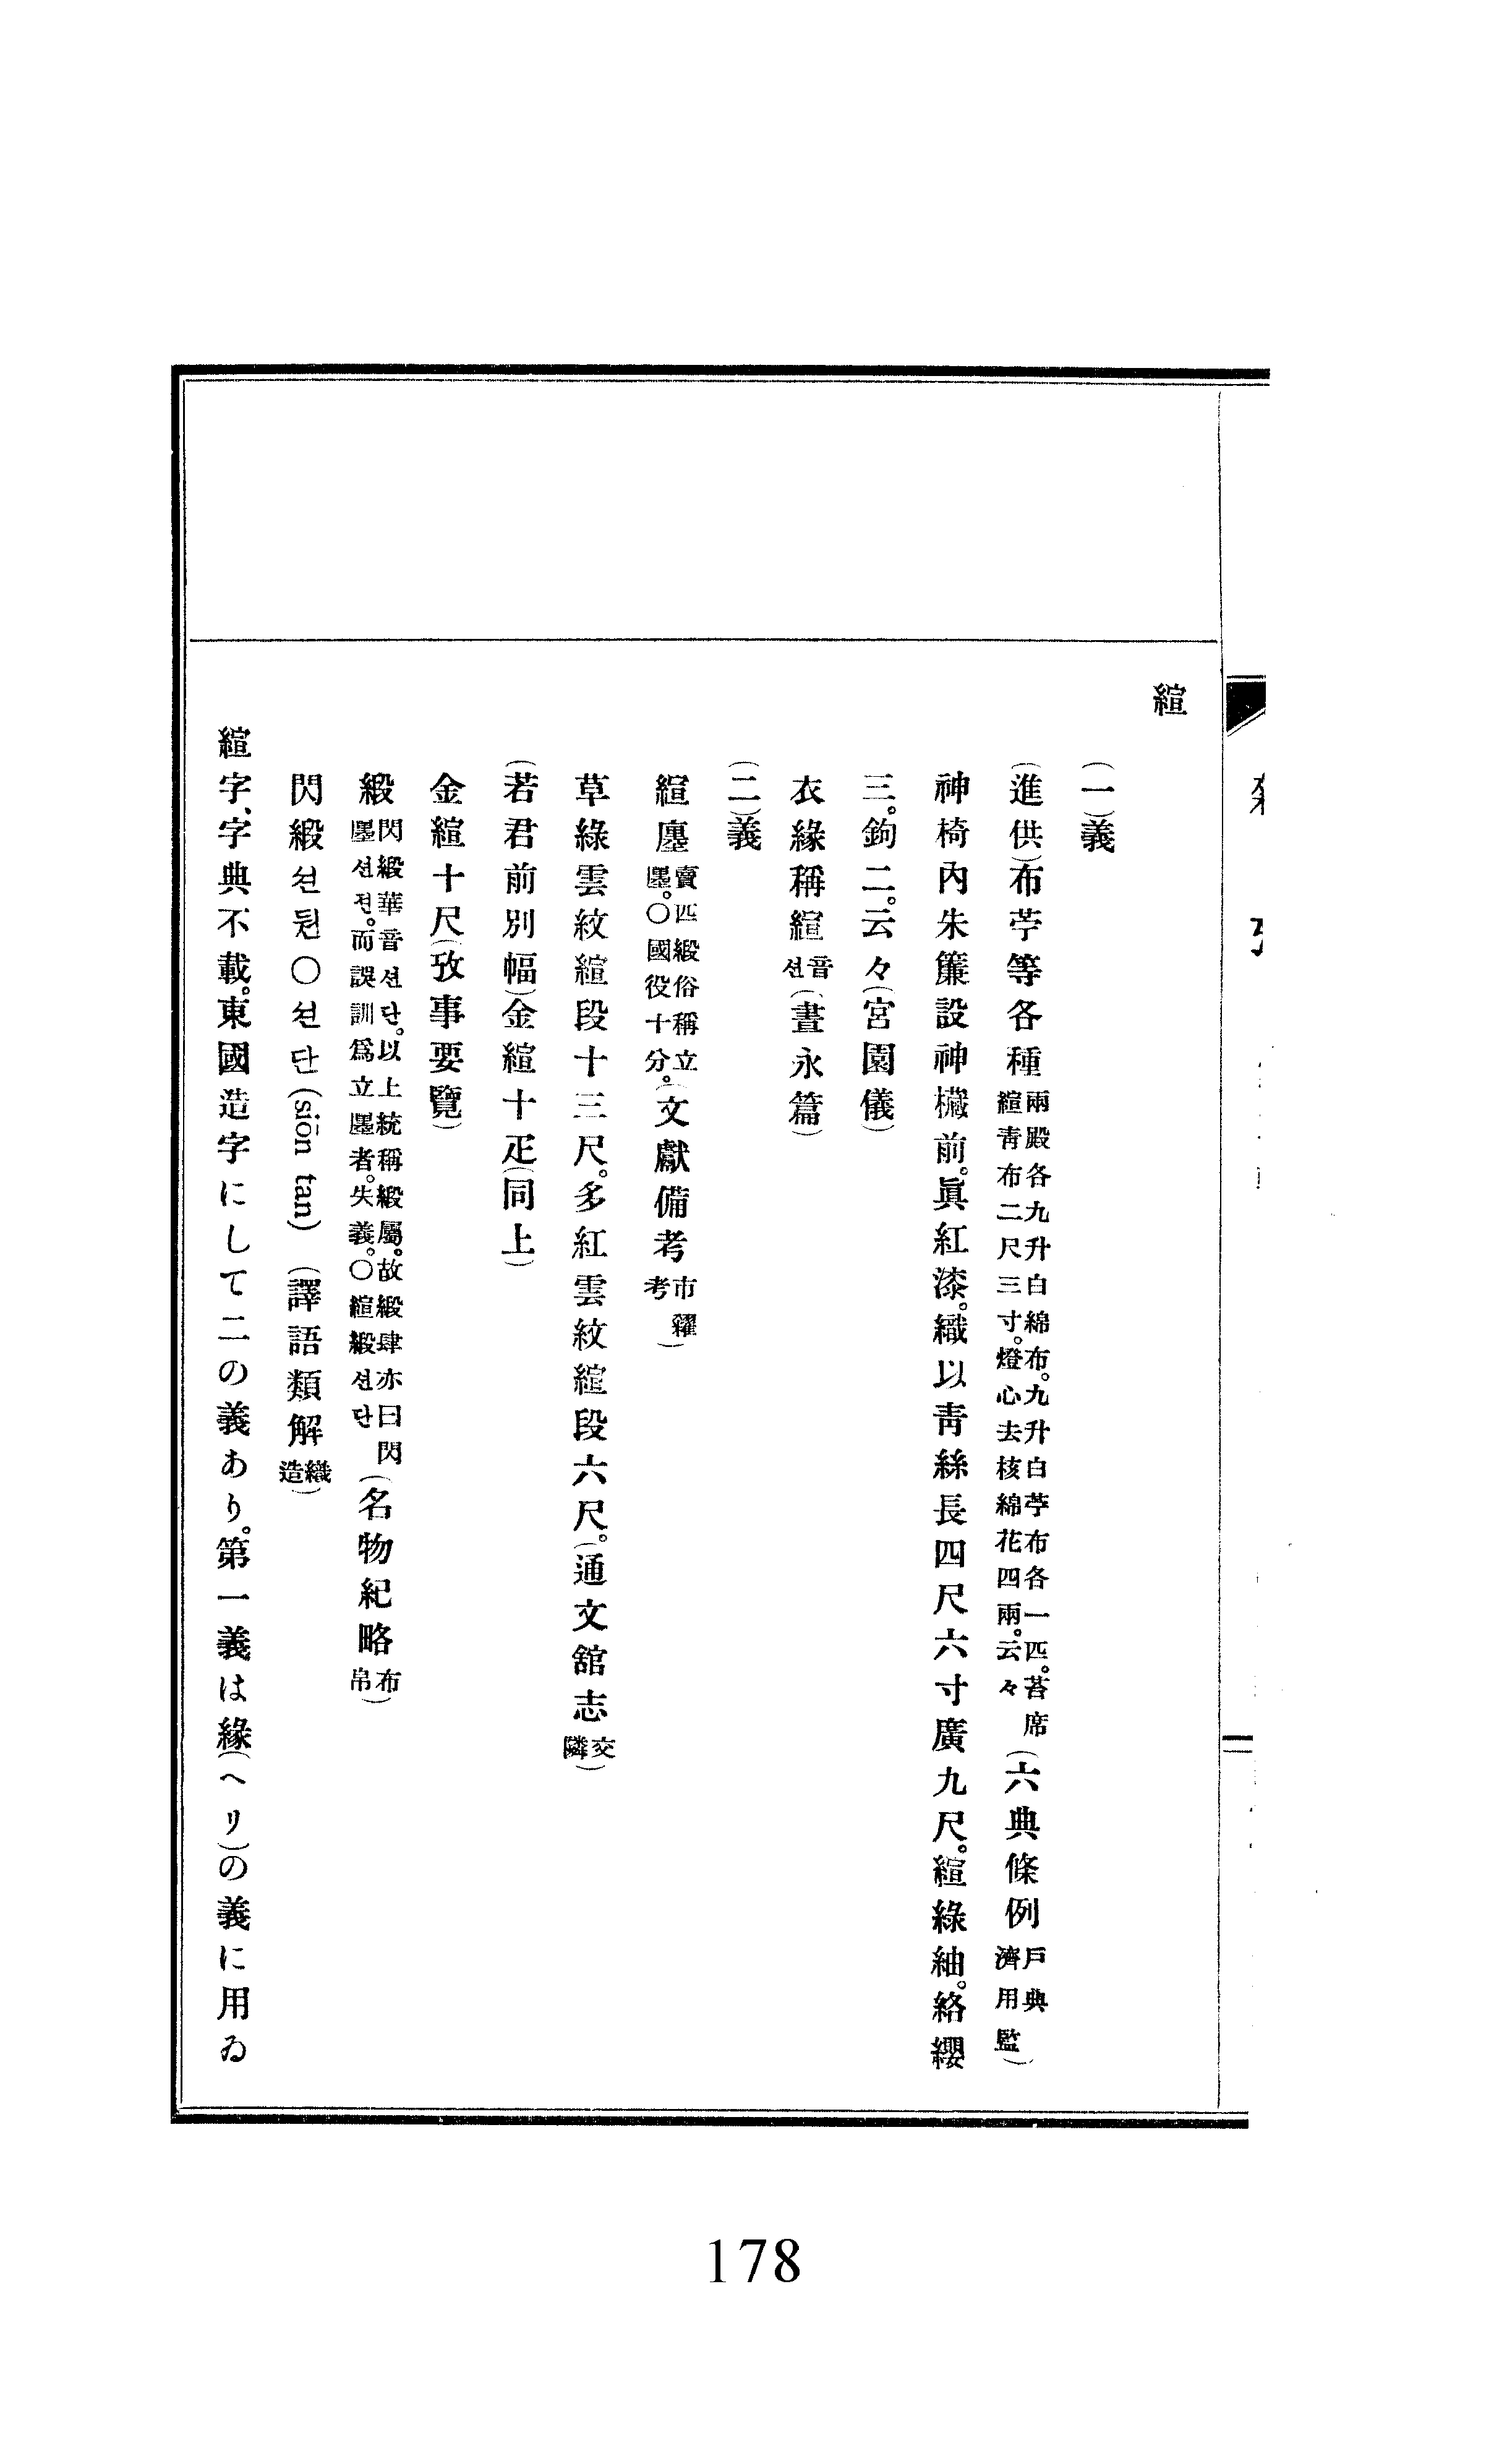 縇
(一)義
(進供)布苧等各種兩殿各九升白綿布。九升白苧布各一匹。苫席縇靑布二尺三寸。燈心去核綿花四兩。云々(六典條例戶典濟用監)
神椅內朱簾設神欌前。眞紅漆。織以靑絲長四尺六寸廣九尺。縇綠紬。絡纓
三。鉤二。云々(宮園儀)
衣緣稱縇音션(晝永篇)
(二)義
縇廛賣匹緞俗稱立廛。〇國役十分。(文獻備考市糴考)
草綠雲紋縇段十三尺。多紅雲紋縇段六尺。(通文舘志交隣)
(若君前別幅)金縇十疋(同上)
金縇十尺(攷事要覽)
緞閃緞華音션단。以上統稱緞屬。故緞肆亦曰閃廛션젼。而誤訓爲立廛者。失義。〇縇緞션단(名物紀略布帛)
閃緞션뒨〇션단(siön tan)(譯語類解織造)
縇字、字典不載。東國造字にして二の義あり。第一義は緣(ヘリ)の義に用ゐ
178